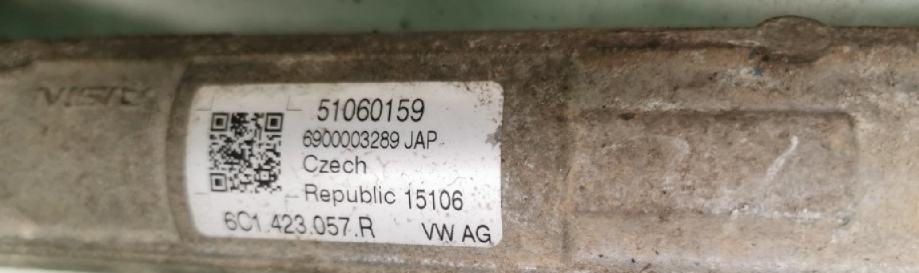 51060159
6900003289 JAP
Czech
Republic 15106
6C1.423.057.R VW AG